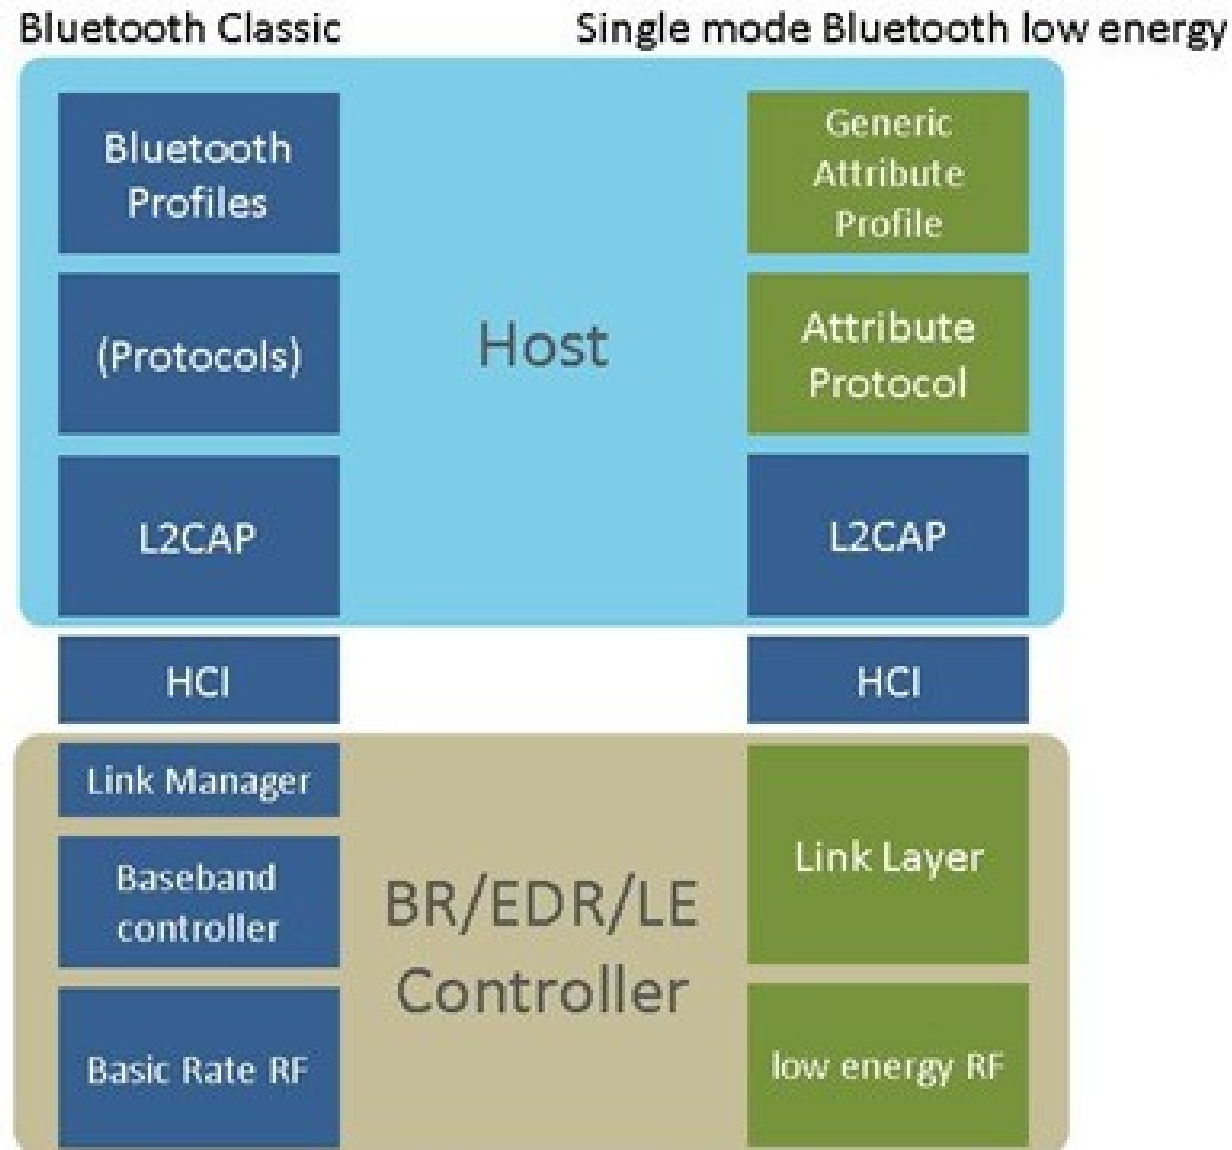 Bluetooth Classic
Single mode Bluetooth low energy
Bluetooth
Profiles
(Protocols)
L2CAP
HCI
Link Manager
Baseband
controller
Basic Rate RF
Host
BR/EDR/LE
Controller
Generic
Attribute
Profile
Attribute
Protocol
L2CAP
HCI
Link Layer
low energy RF